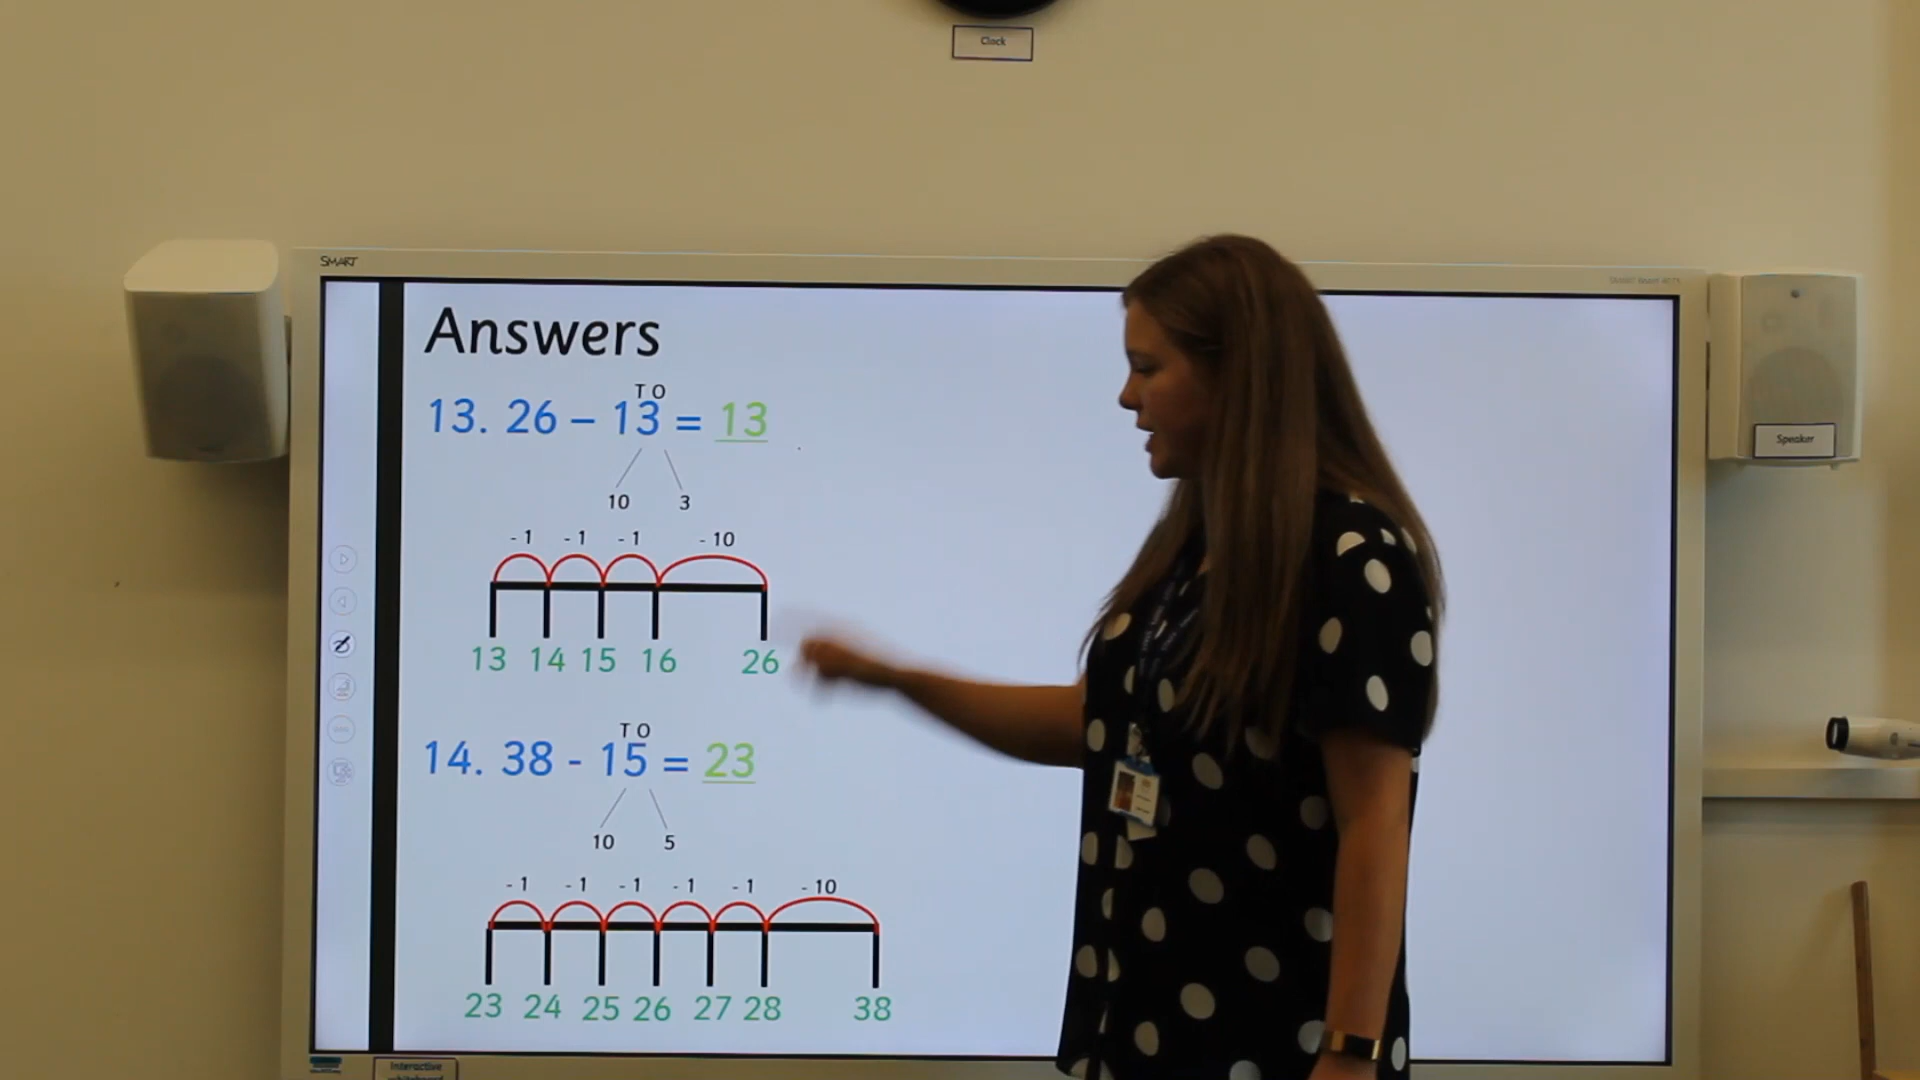 Clock
SMART
Answers
T O
13. 26 – 13 = 13
10 3
- 1 - 1 - 1 - 10
13 14 15 16 26
T O
14. 38 - 15 = 23
10 5
- 1 - 1 - 1 - 1 - 1 - 10
23 24 25 26 27 28 38
Speaker
Interactive
whiteboard